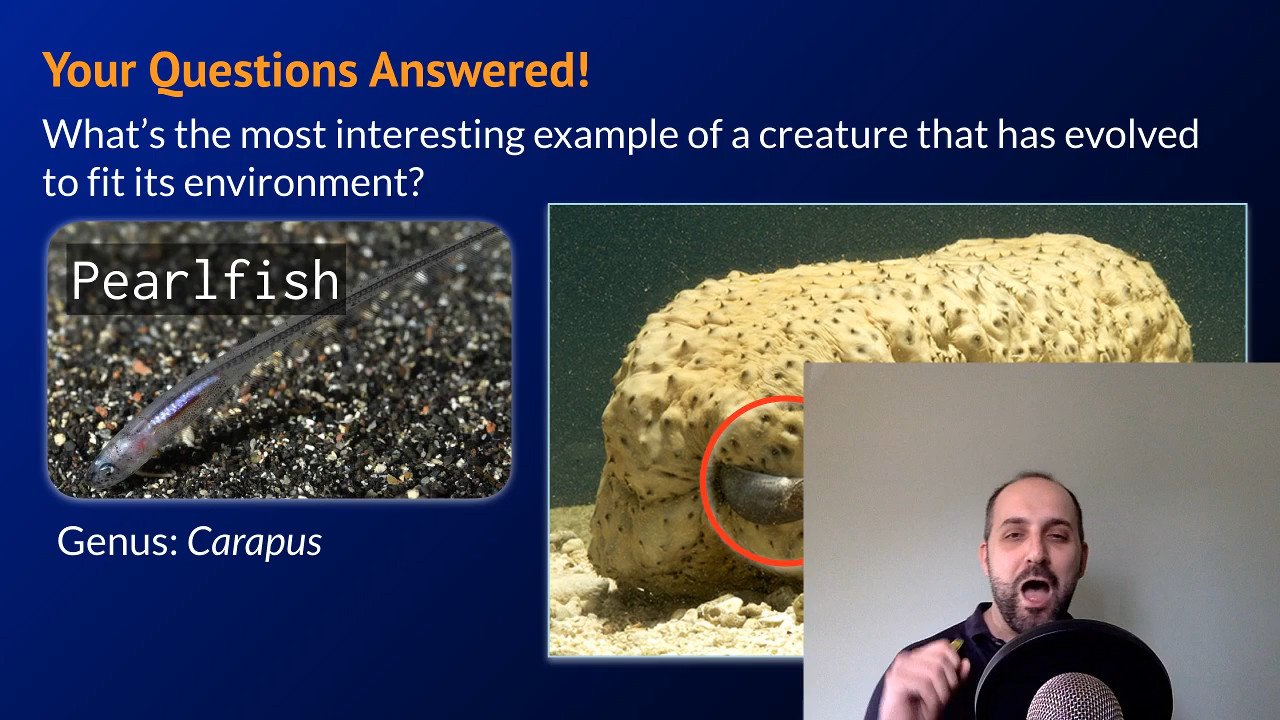 Your Questions Answered!
What’s the most interesting example of a creature that has evolved
to fit its environment?
Pearlfish
Genus: Carapus